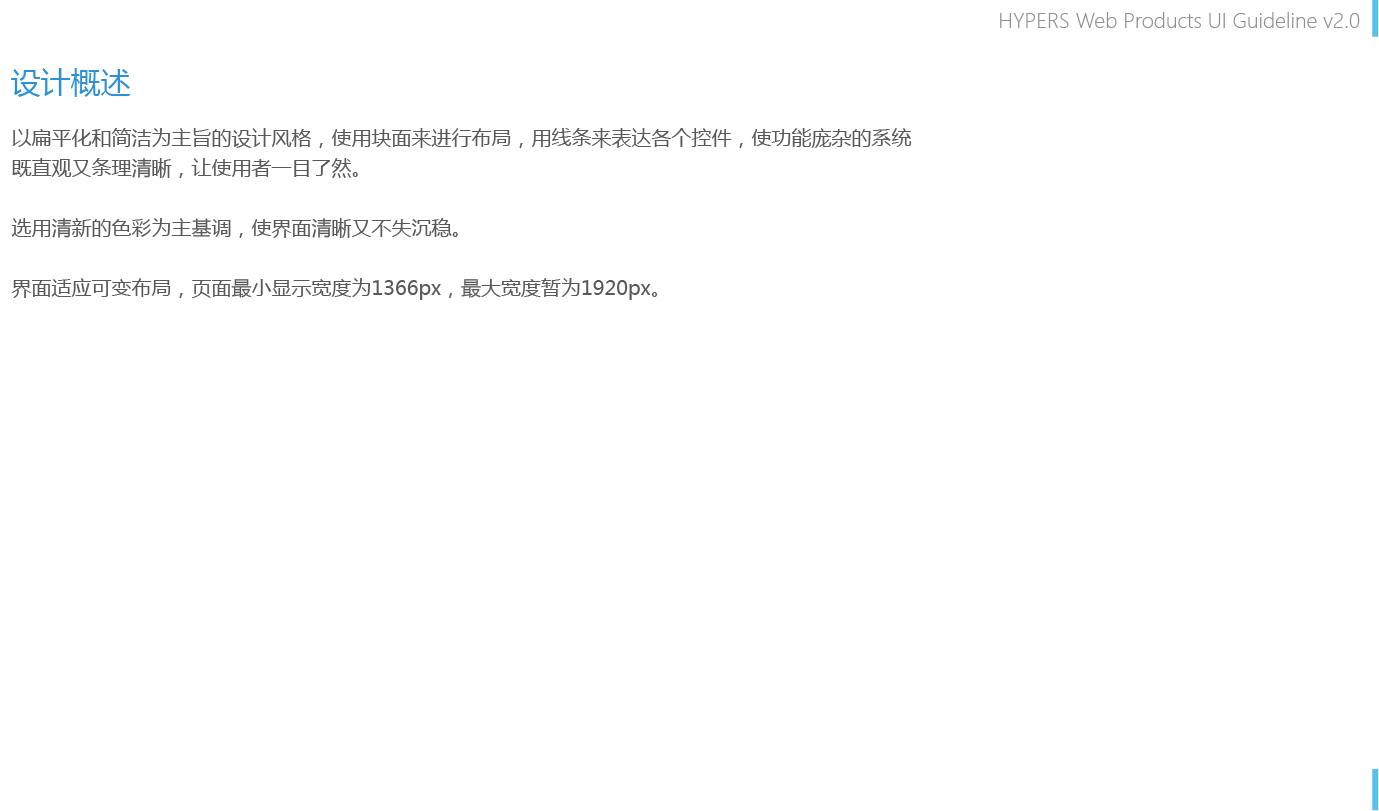 HYPERS Web Products UI Guideline v2.0
设计概述
以扁平化和简洁为主旨的设计风格，使用块面来进行布局，用线条来表达各个控件，使功能庞杂的系统
既直观又条理清晰，让使用者一目了然。
选用清新的色彩为主基调，使界面清晰又不失沉稳。
界面适应可变布局，页面最小显示宽度为1366px，最大宽度暂为1920px。